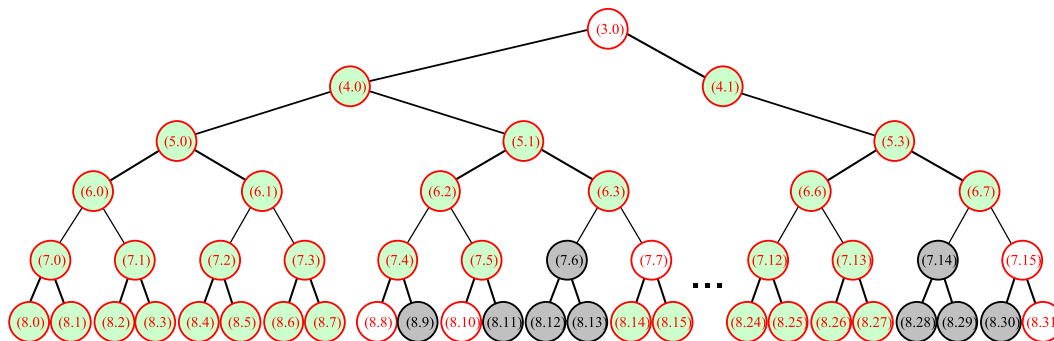 (3.0)
(4.0) (4.1)
(5.0) (5.1) (5.3)
(6.0) (6.1) (6.2) (6.3) (6.6) (6.7)
(7.0) (7.1) (7.2) (7.3) (7.4) (7.5) (7.6) (7.7) (7.12) (7.13) (7.14) (7.15)
...
(8.0) (8.1) (8.2) (8.3) (8.4) (8.5) (8.6) (8.7) (8.8) (8.9) (8.10) (8.11) (8.12) (8.13) (8.14) (8.15) (8.24) (8.25) (8.26) (8.27) (8.28) (8.29) (8.30) (8.31